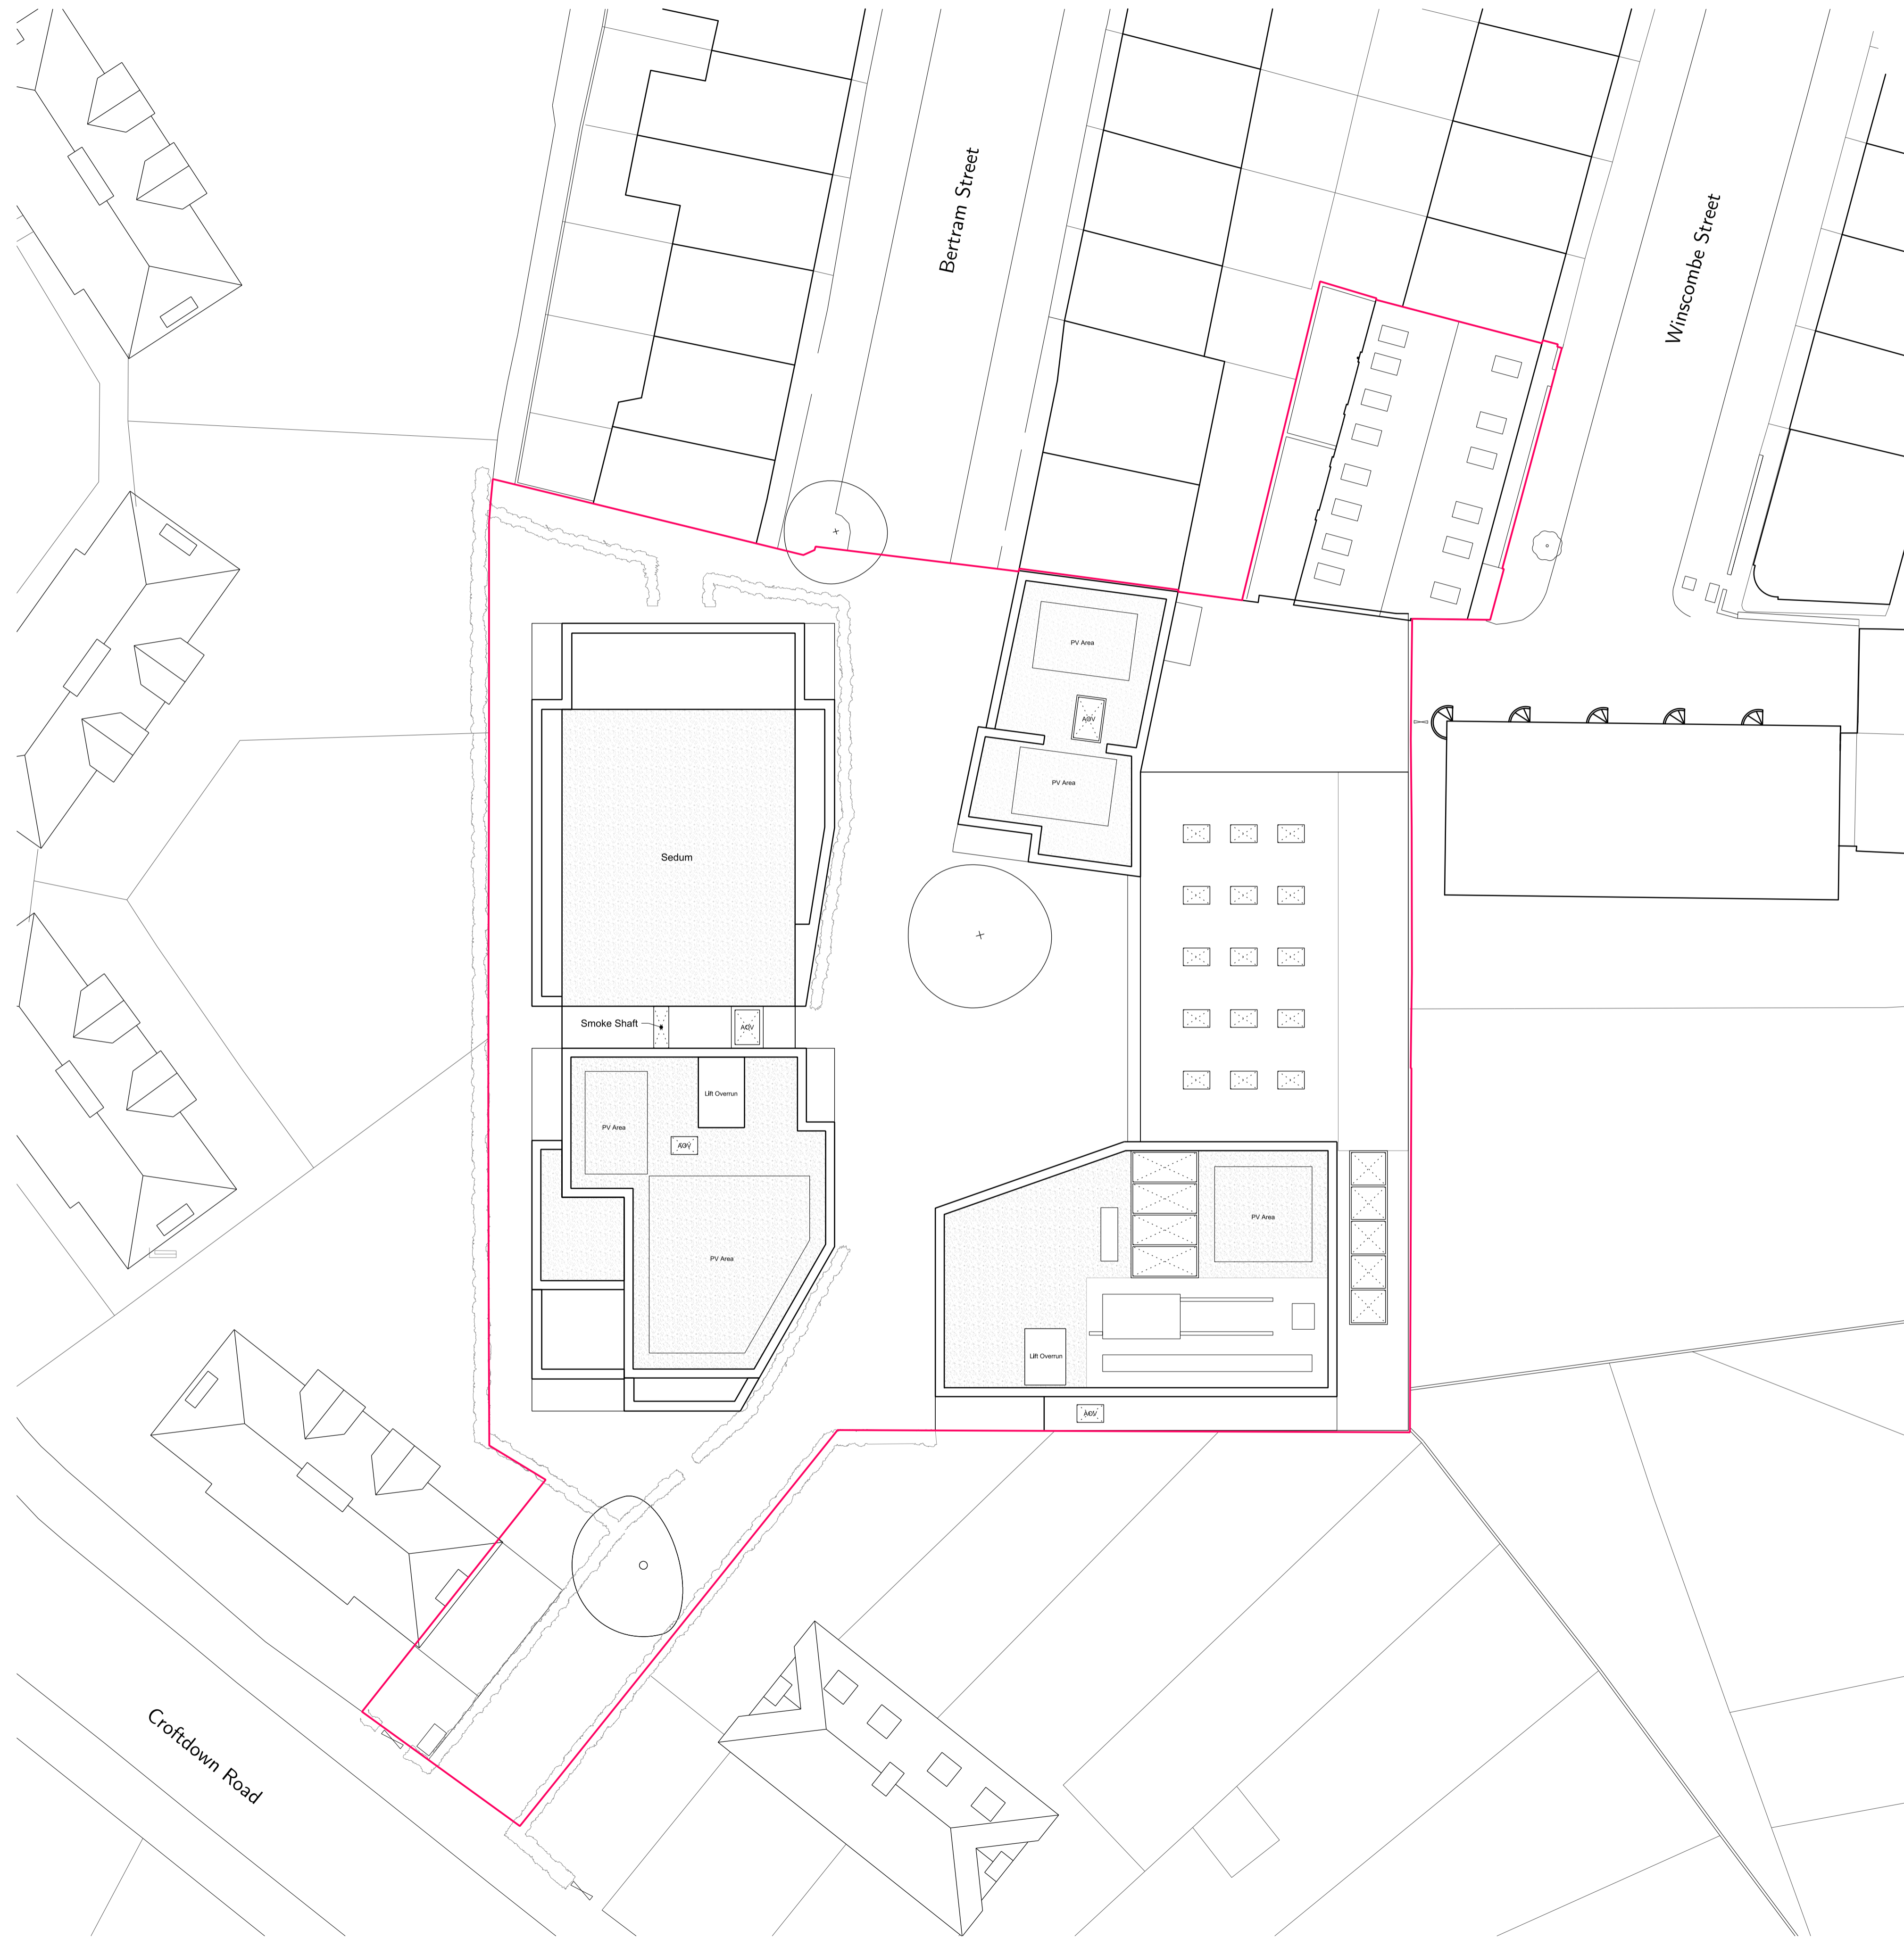 Bertram Street
Winscombe Street
PV Area
AOV
PV Area
Sedum
Smoke Shaft
AOV
Lift Overrun
PV Area
AOV
PV Area
PV Area
Lift Overrun
AOV
Croftdown Road